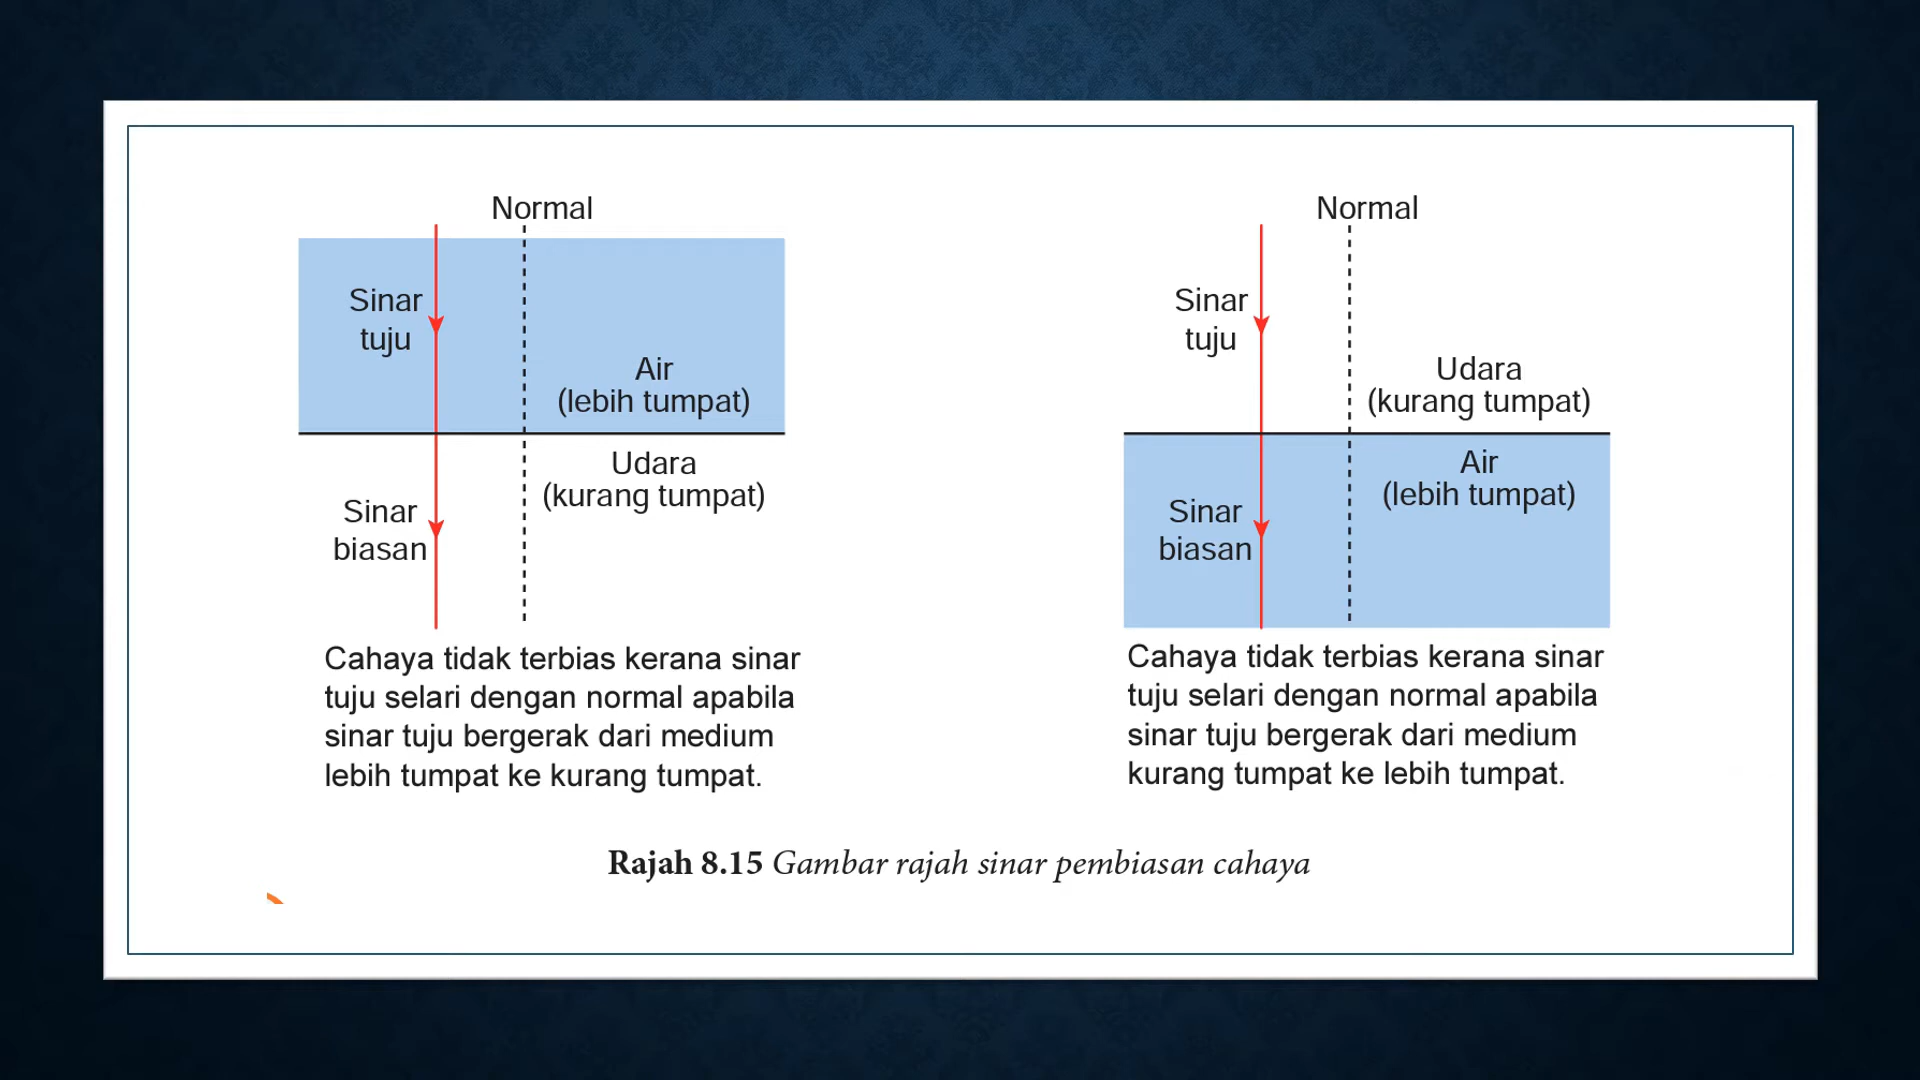 Normal
Sinar
tuju
Air
(lebih tumpat)
Udara
(kurang tumpat)
Sinar
biasan
Cahaya tidak terbias kerana sinar
tuju selari dengan normal apabila
sinar tuju bergerak dari medium
lebih tumpat ke kurang tumpat.
Normal
Sinar
tuju
Udara
(kurang tumpat)
Air
(lebih tumpat)
Sinar
biasan
Cahaya tidak terbias kerana sinar
tuju selari dengan normal apabila
sinar tuju bergerak dari medium
kurang tumpat ke lebih tumpat.
Rajah 8.15 Gambar rajah sinar pembiasan cahaya